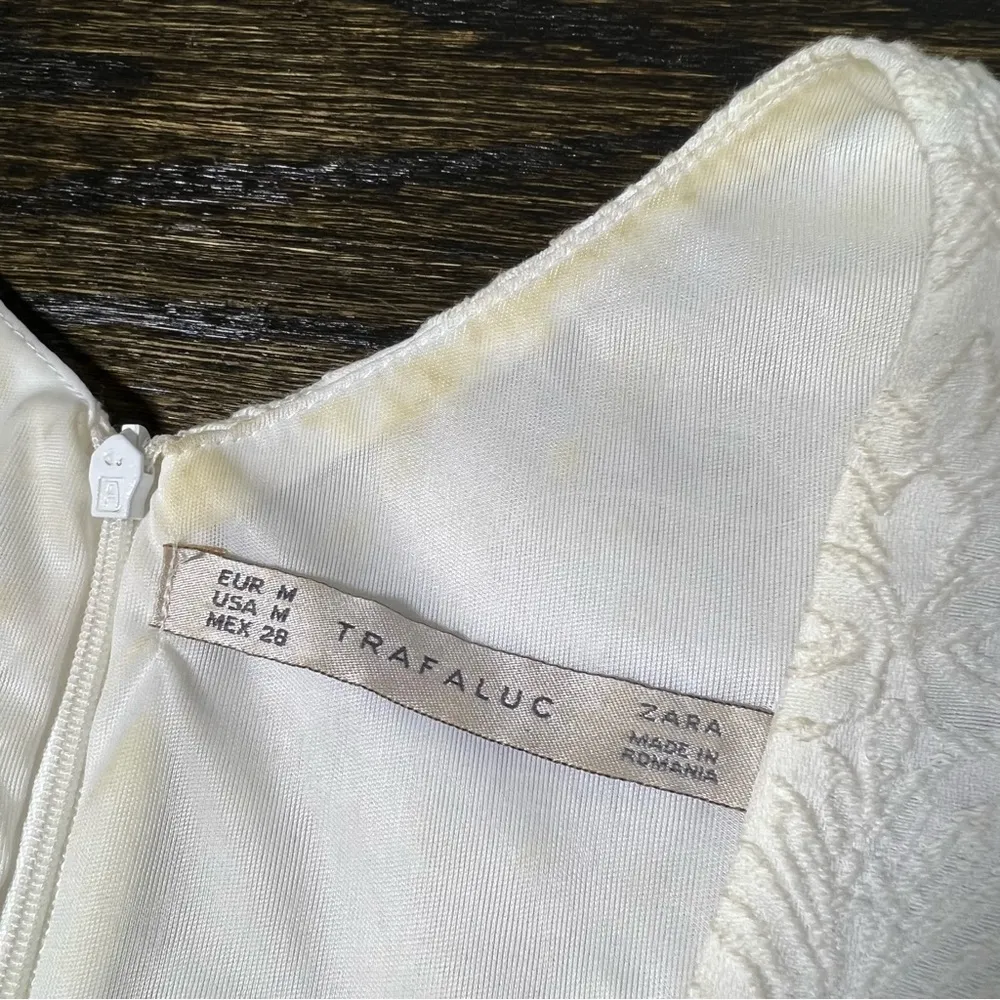 A
EUR M
USA M
MEX 28
TRAFALUC
ZARA
MADE IN
ROMANIA